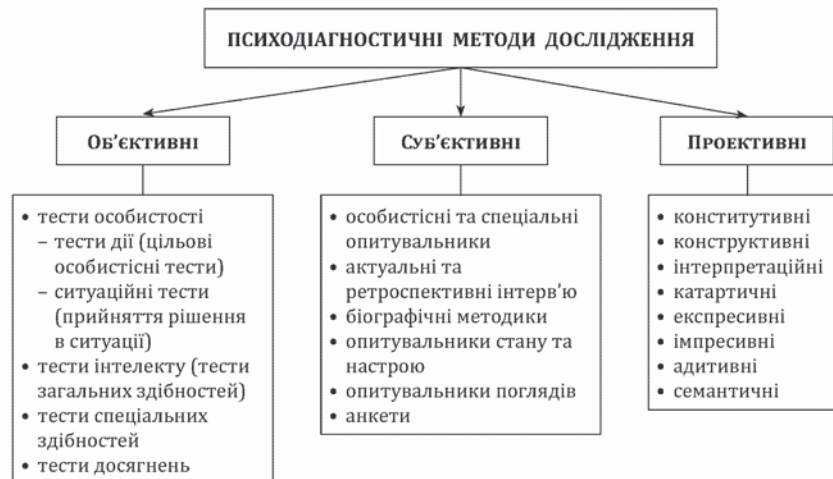 ПСИХОДІАГНОСТИЧНІ МЕТОДИ ДОСЛІДЖЕННЯ
ОБ’ЄКТИВНІ
• тести особистості
– тести дії (цільові
особистісні тести)
– ситуаційні тести
(прийняття рішення
в ситуації)
• тести інтелекту (тести
загальних здібностей)
• тести спеціальних
здібностей
• тести досягнень
СУБ’ЄКТИВНІ
• особистісні та спеціальні
опитувальники
• актуальні та
ретроспективні інтерв’ю
• біографічні методики
• опитувальники стану та
настрою
• опитувальники поглядів
• анкети
ПРОЕКТИВНІ
• конститутивні
• конструктивні
• інтерпретаційні
• катартичні
• експресивні
• імпресивні
• адитивні
• семантичні